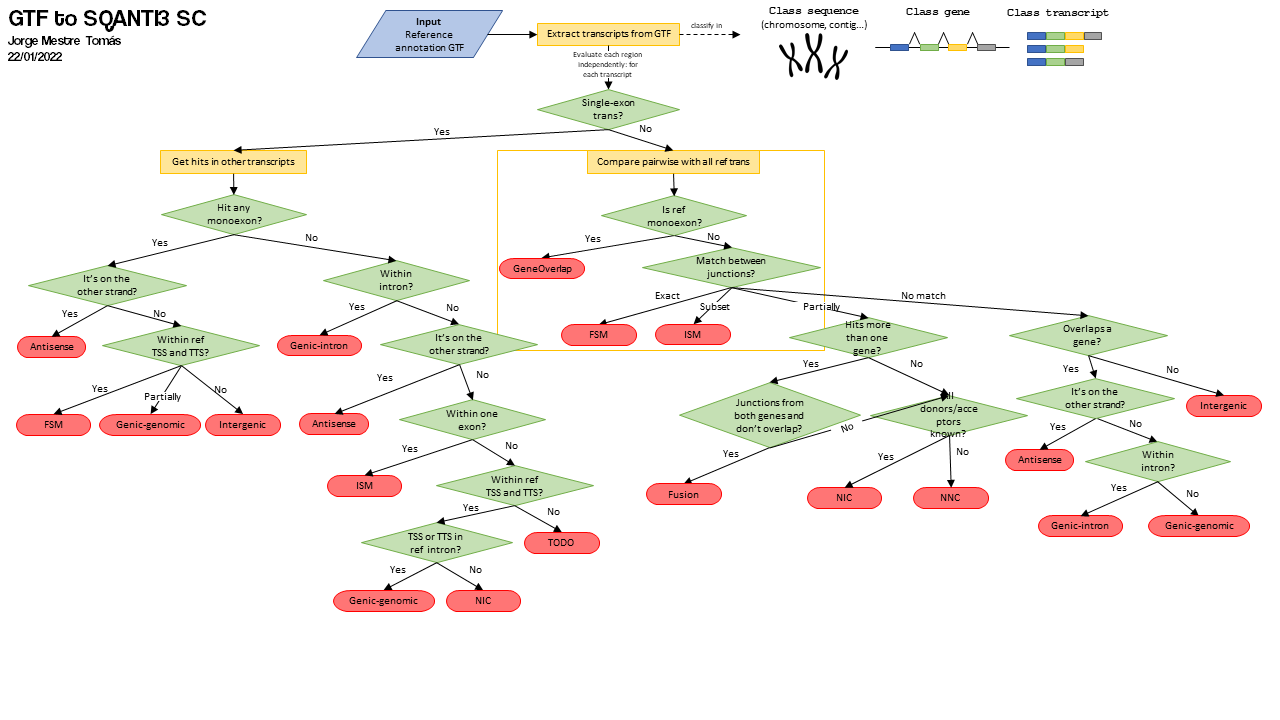 GTF to SQANTI3 SC
Jorge Mestre Tomás
22/01/2022
Input
Reference
annotation GTF
Extract transcripts from GTF
classify in
Class sequence
(chromosome, contig...)
Class gene
Class transcript
Evaluate each region
independently: for
each transcript
Single-exon
trans?
Yes
No
Get hits in other transcripts
Compare pairwise with all ref trans
Hit any
monoexon?
Is ref
monoexon?
Yes
No
Yes
No
It's on the
other strand?
Within
intron?
GeneOverlap
Match between
junctions?
Yes
No
Yes
No
Exact
Subset
Partially
No match
Antisense
Within ref
TSS and TTS?
Genic-intron
It's on the
other strand?
FSM
ISM
Hits more
than one
gene?
Overlaps a
gene?
Yes
Partially
No
Yes
No
Yes
No
Yes
No
FSM
Genic-genomic
Intergenic
Antisense
Within one
exon?
Junctions from
both genes and
don't overlap?
No
All
donors/acce
ptors
known?
It's on the
other strand?
Intergenic
Yes
No
Yes
Yes
No
Yes
No
ISM
Within ref
TSS and TTS?
Fusion
NIC
NNC
Antisense
Within
intron?
Yes
No
Yes
No
TSS or TTS in
ref intron?
TODO
Genic-intron
Genic-genomic
Yes
No
Genic-genomic
NIC